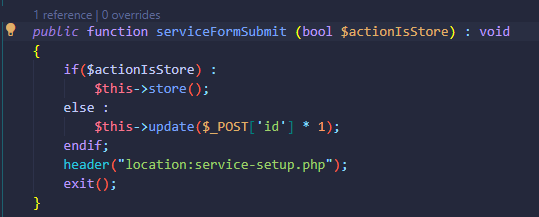 1 reference | 0 overrides
public function serviceFormSubmit (bool $actionIsStore) : void
{
if($actionIsStore) :
$this->store();
else :
$this->update($_POST['id'] * 1);
endif;
header("location:service-setup.php");
exit();
}